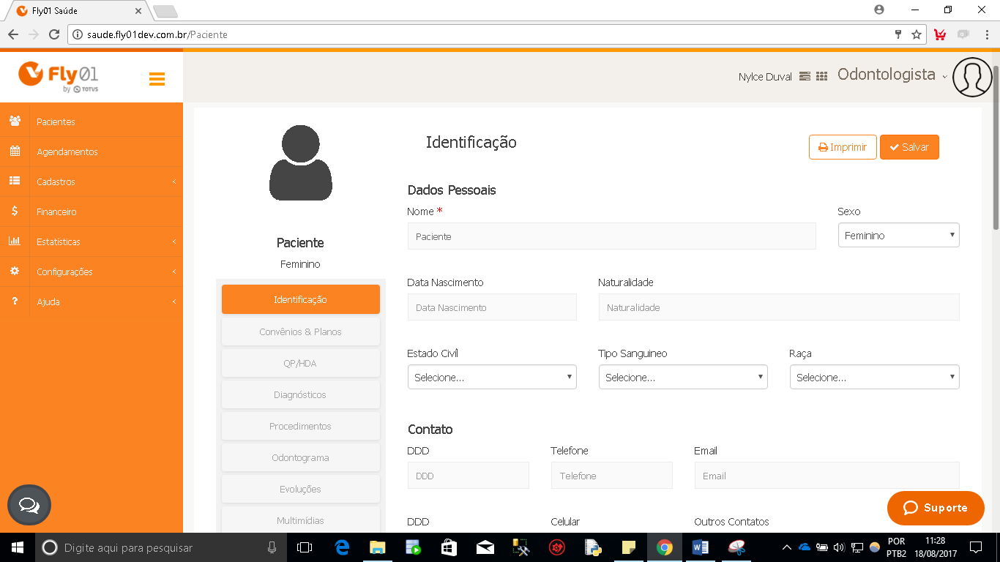 Fly01 Saúde
saude.fly01dev.com.br/Paciente
Fly01
by TOTVS
Nylce Duval
Odontologista
Pacientes
Agendamentos
Cadastros
Financeiro
Estatísticas
Configurações
Ajuda
Paciente
Feminino
Identificação
Convênios & Planos
QP/HDA
Diagnósticos
Procedimentos
Odontograma
Evoluções
Multimídias
Identificação
Imprimir
Salvar
Dados Pessoais
Nome *
Sexo
Paciente
Feminino
Data Nascimento
Naturalidade
Data Nascimento
Naturalidade
Estado Civíl
Tipo Sanguineo
Raça
Selecione...
Selecione...
Selecione...
Contato
DDD
Telefone
Email
DDD
Telefone
Email
DDD
Celular
Outros Contatos
Suporte
Digite aqui para pesquisar
POR
PTB2
11:28
18/08/2017